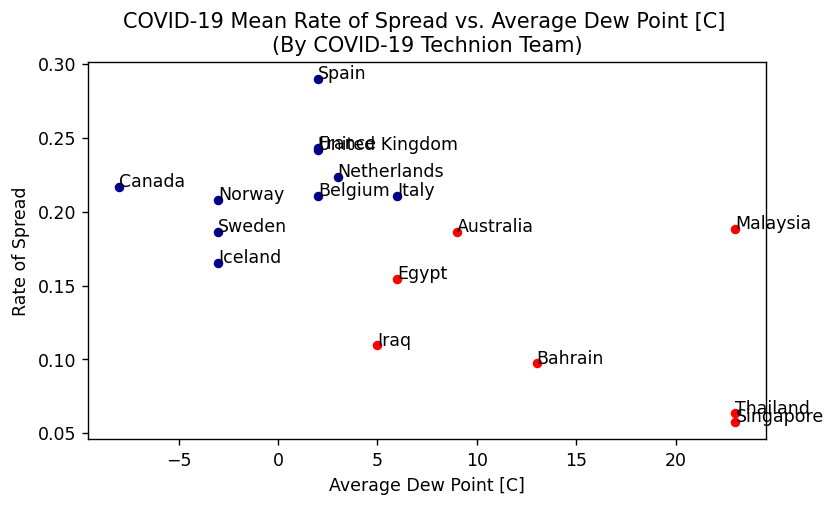 COVID-19 Mean Rate of Spread vs. Average Dew Point [C]
(By COVID-19 Technion Team)
0.30
Spain
0.25
France
United Kingdom
Netherlands
Canada
Belgium
Italy
Norway
0.20
Sweden
Australia
Malaysia
Iceland
Egypt
0.15
Iraq
Bahrain
0.10
Thailand
Singapore
0.05
Rate of Spread
−5
0
5
10
15
20
Average Dew Point [C]